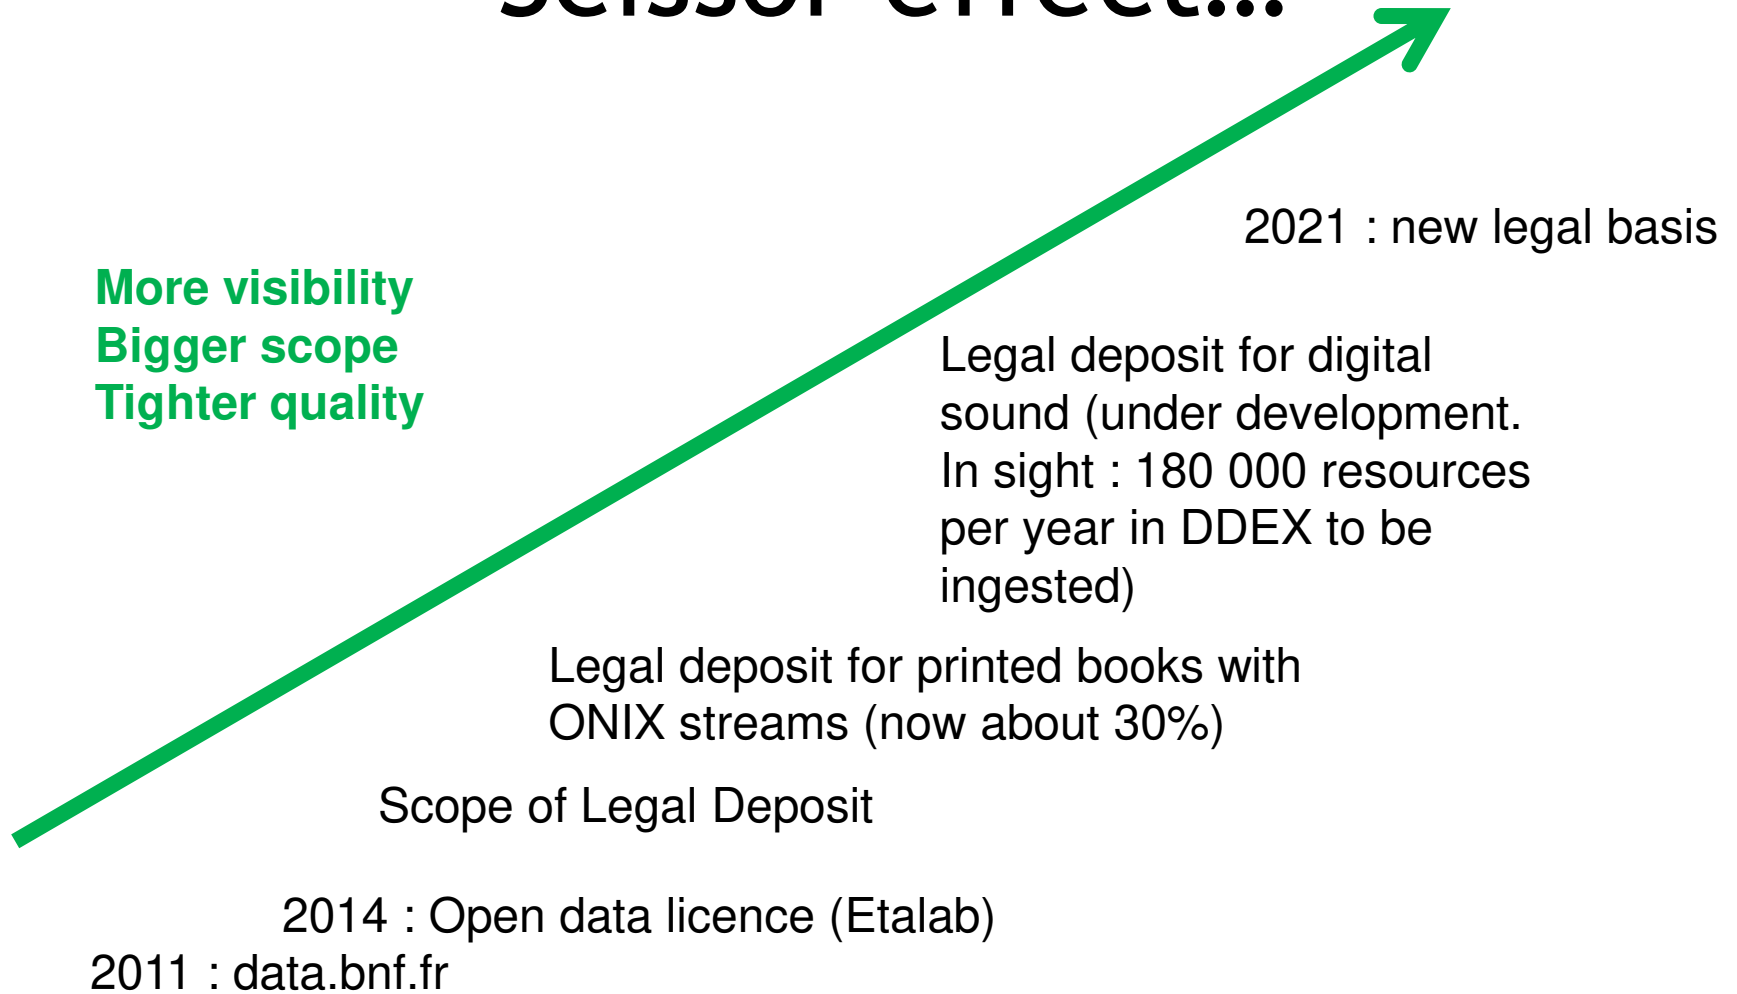 Scissor effect...
2021 : new legal basis
More visibility
Bigger scope
Tighter quality
Legal deposit for digital
sound (under development.
In sight : 180 000 resources
per year in DDEX to be
ingested)
Legal deposit for printed books with
ONIX streams (now about 30%)
Scope of Legal Deposit
2014 : Open data licence (Etalab)
2011 : data.bnf.fr